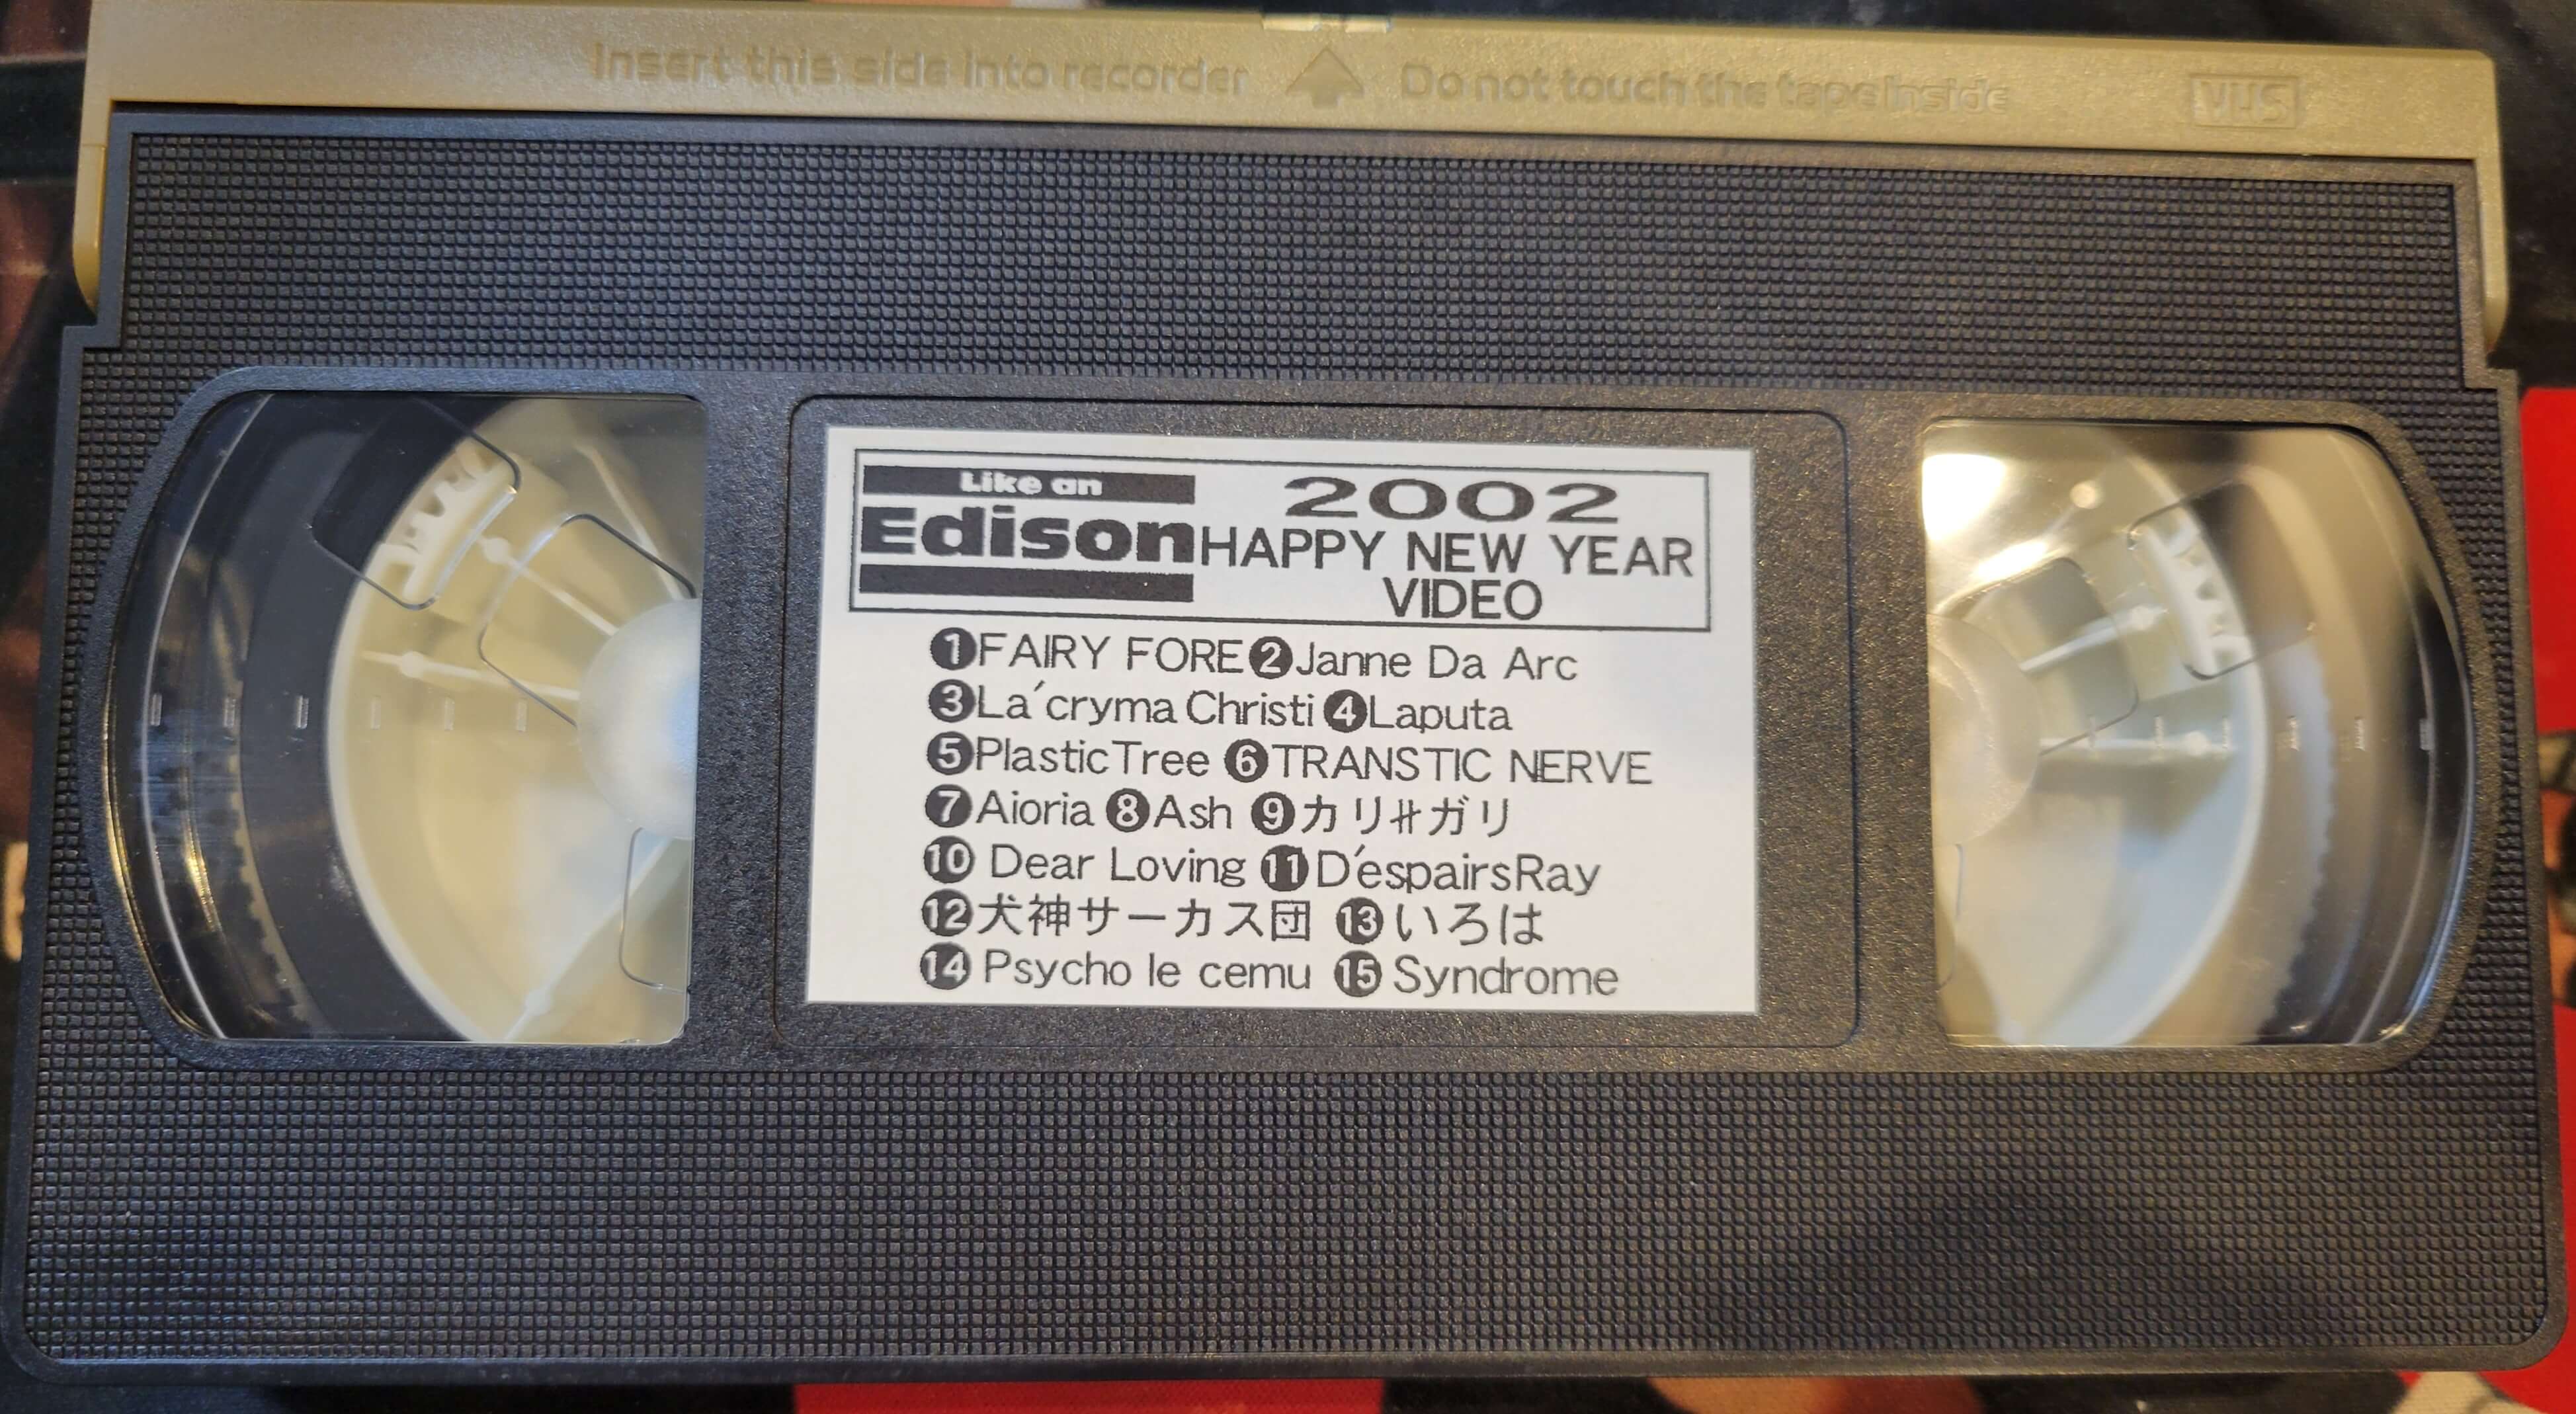 Insert this side into recorder Do not touch the tape inside VHS
Like an
Edison
2002
HAPPY NEW YEAR
VIDEO
❶FAIRY FORE❷Janne Da Arc
❸La´cryma Christi ❹Laputa
❺PlasticTree ❻TRANSTIC NERVE
❼Aioria ❽Ash ❾カリ#ガリ
❿ Dear Loving ⓫D´espairsRay
⓬犬神サーカス団 ⓭いろは
⓮ Psycho le cemu ⓯ Syndrome